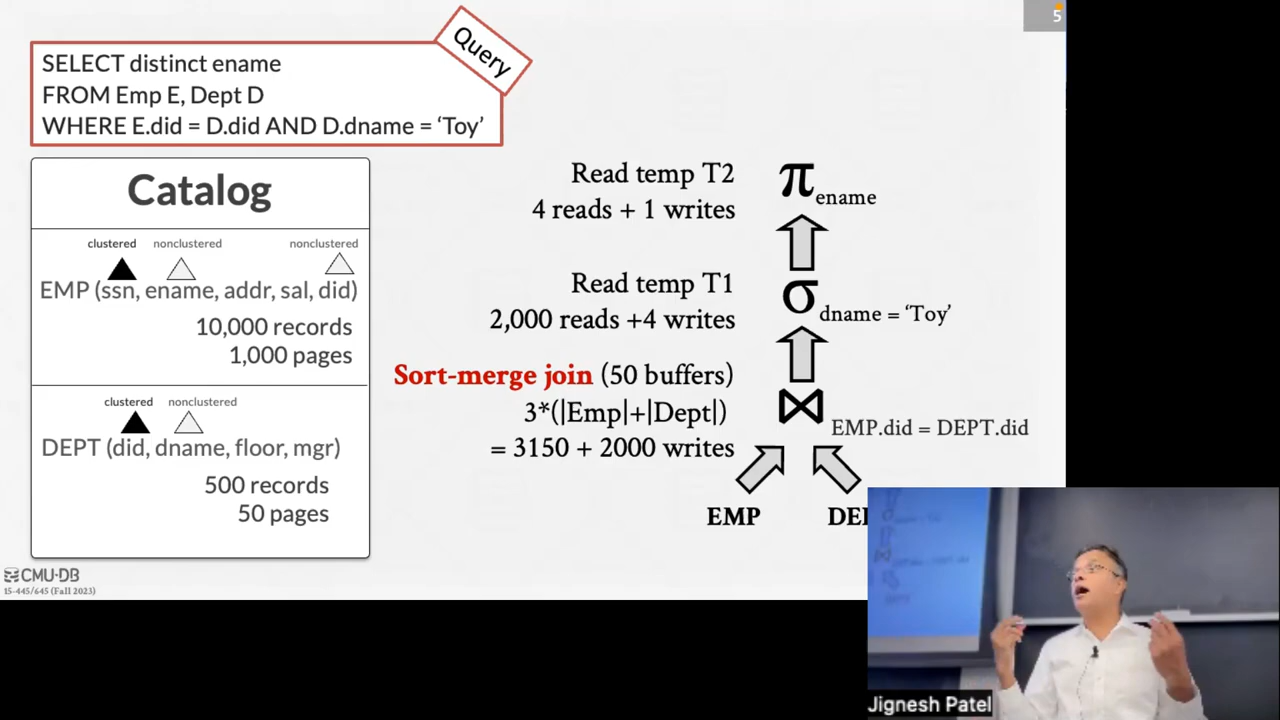 5
Query
SELECT distinct ename
FROM Emp E, Dept D
WHERE E.did = D.did AND D.dname = ‘Toy’
Catalog
clustered nonclustered nonclustered
EMP (ssn, ename, addr, sal, did)
10,000 records
1,000 pages
clustered nonclustered
DEPT (did, dname, floor, mgr)
500 records
50 pages
Read temp T2
4 reads + 1 writes
π ename
Read temp T1
2,000 reads +4 writes
σ dname = ‘Toy’
Sort-merge join (50 buffers)
3*(|Emp|+|Dept|)
= 3150 + 2000 writes
⋈ EMP.did = DEPT.did
EMP
CMU·DB
15-445/645 (Fall 2023)
Jignesh Patel